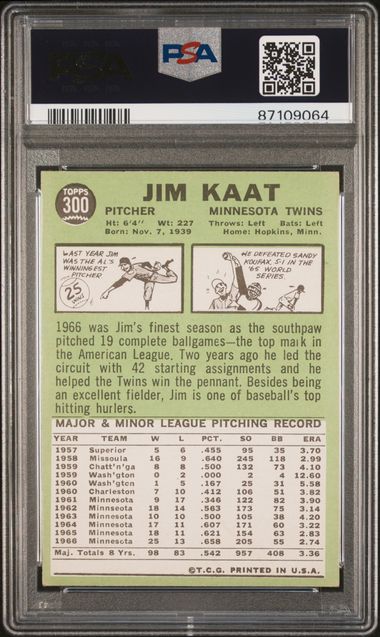 PSA
PSA
87109064
TOPPS
300
JIM KAAT
PITCHER MINNESOTA TWINS
Ht: 6'4" Wt: 227 Throws: Left Bats: Left
Born: Nov. 7, 1939 Home: Hopkins, Minn.
LAST YEAR JIM
WAS THE A.L'S
WINNINGEST
PITCHER
25
WINS
HE DEFEATED SANDY
KOUFAX, 5-1 IN THE
'65 WORLD
SERIES.
1966 was Jim's finest season as the southpaw
pitched 19 complete ballgames—the top mark in
the American League. Two years ago he led the
circuit with 42 starting assignments and he
helped the Twins win the pennant. Besides being
an excellent fielder, Jim is one of baseball's top
hitting hurlers.
MAJOR & MINOR LEAGUE PITCHING RECORD
YEAR TEAM W L PCT. SO BB ERA
1957 Superior 5 6 .455 95 35 3.70
1958 Missoula 16 9 .640 245 118 2.99
1959 Chatt'n'ga 8 8 .500 132 73 4.10
1959 Wash'gton 0 2 .000 2 4 12.60
1960 Wash'gton 1 5 .167 25 31 5.58
1960 Charleston 7 10 .412 106 51 3.82
1961 Minnesota 9 17 .346 122 82 3.90
1962 Minnesota 18 14 .563 173 75 3.14
1963 Minnesota 10 10 .500 105 38 4.20
1964 Minnesota 17 11 .607 171 60 3.22
1965 Minnesota 18 11 .621 154 63 2.83
1966 Minnesota 25 13 .658 205 55 2.74
Maj. Totals 8 Yrs. 98 83 .542 957 408 3.36
©T.C.G. PRINTED IN U.S.A.